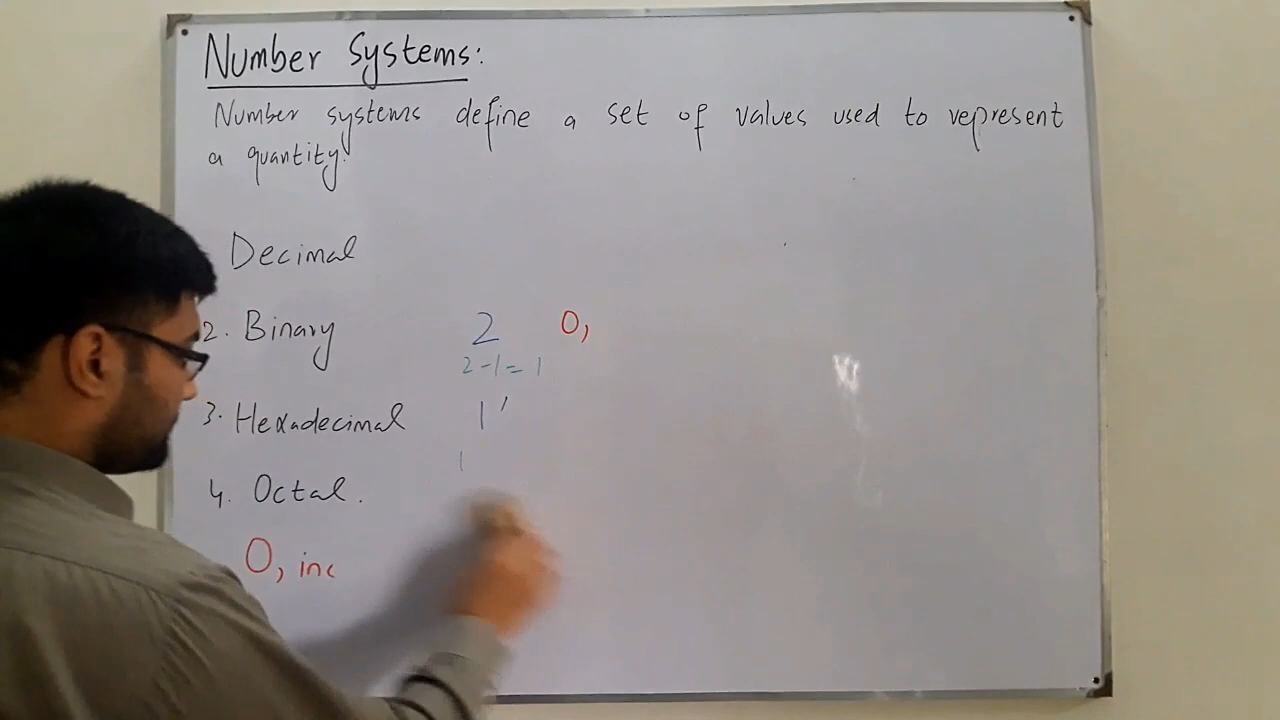 Number Systems:
Number systems define a set of values used to represent
a quantity.
Decimal
2. Binary 2 0,
2-1=1
3. Hexadecimal 1
1
4. Octal.
0, inc